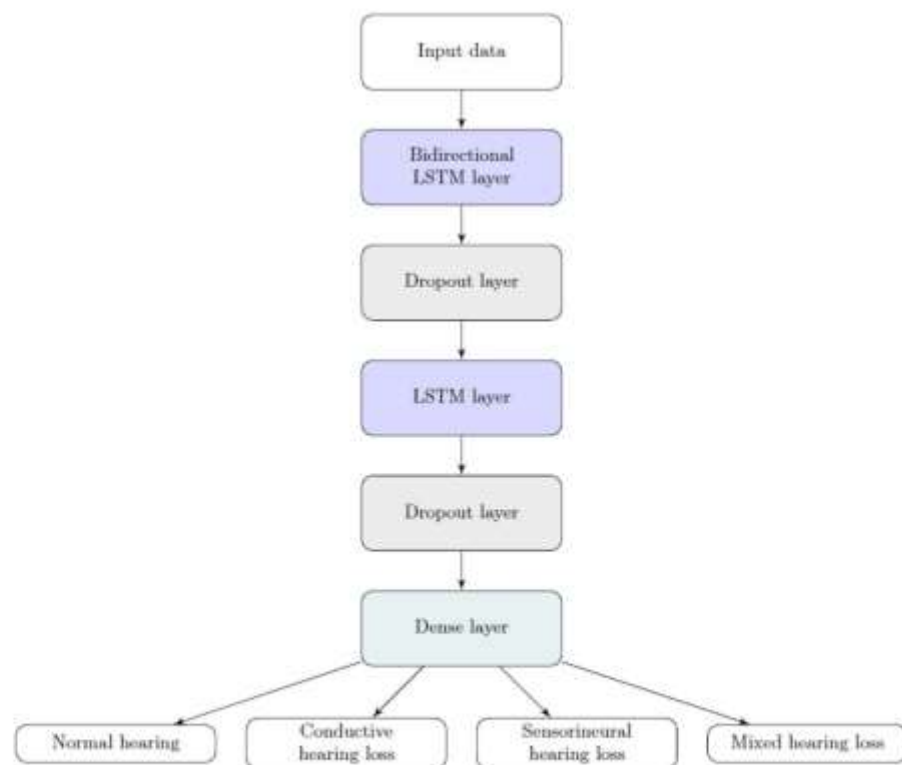 Input data
Bidirectional
LSTM layer
Dropout layer
LSTM layer
Dropout layer
Dense layer
Normal hearing
Conductive
hearing loss
Sensorineural
hearing loss
Mixed hearing loss